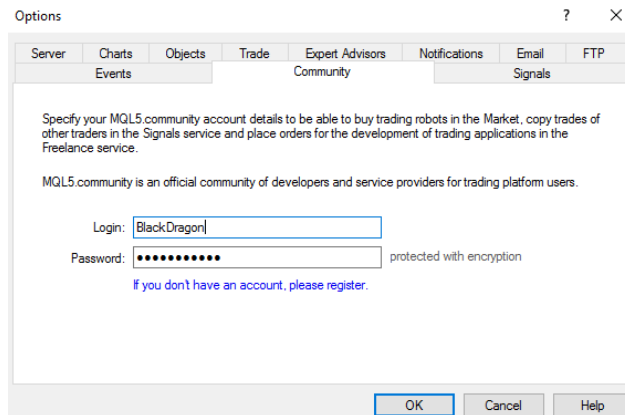 Options
?
Server Charts Objects Trade Expert Advisors Notifications Email FTP
Events Community Signals
Specify your MQL5.community account details to be able to buy trading robots in the Market, copy trades of
other traders in the Signals service and place orders for the development of trading applications in the
Freelance service.
MQL5.community is an official community of developers and service providers for trading platform users.
Login: BlackDragon
Password: ●●●●●●●●●●● protected with encryption
If you don't have an account, please register.
OK Cancel Help